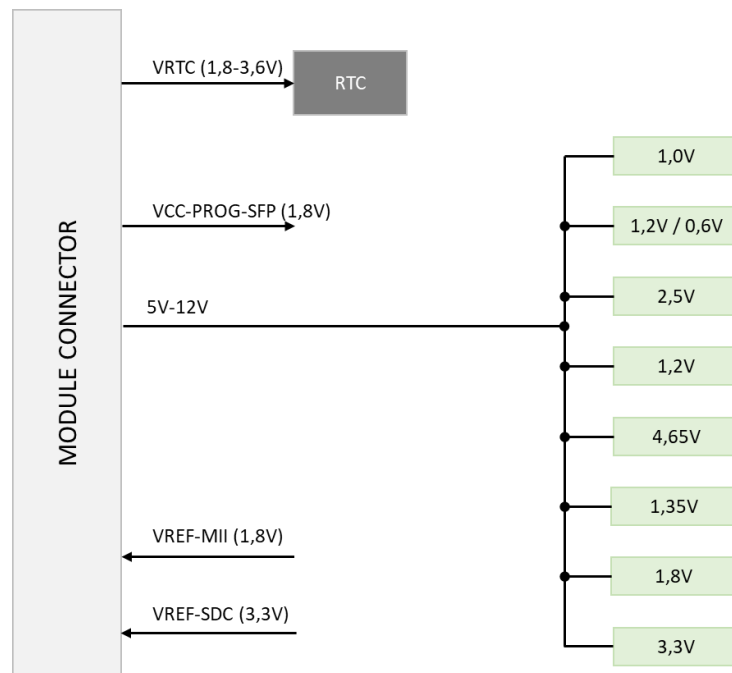 VRTC (1,8-3,6V)
RTC
1,0V
VCC-PROG-SFP (1,8V)
1,2V / 0,6V
MODULE CONNECTOR
2,5V
5V-12V
1,2V
4,65V
1,35V
VREF-MII (1,8V)
1,8V
VREF-SDC (3,3V)
3,3V